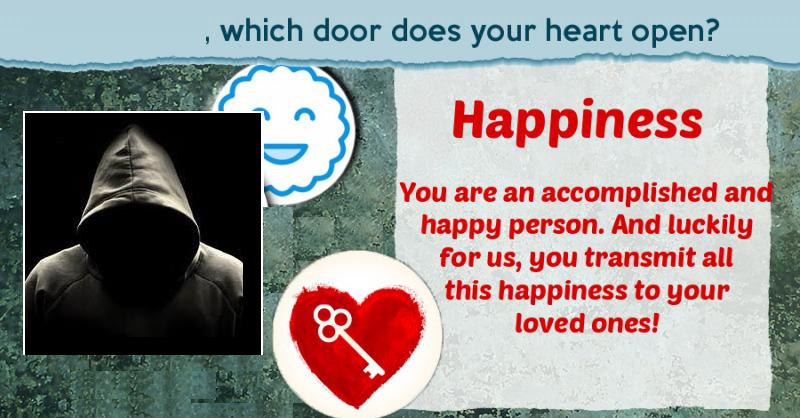 , which door does your heart open?
Happiness
You are an accomplished and
happy person. And luckily
for us, you transmit all
this happiness to your
loved ones!